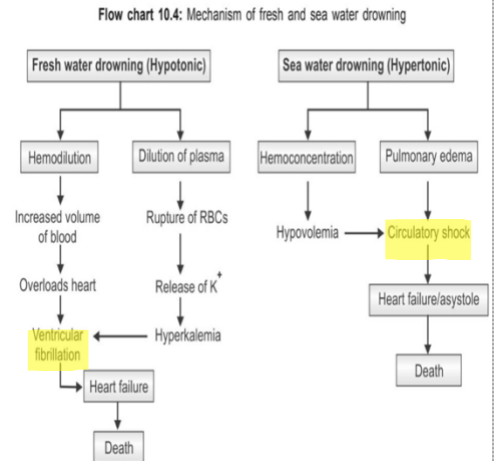 Flow chart 10.4: Mechanism of fresh and sea water drowning
Fresh water drowning (Hypotonic)
Hemodilution
Dilution of plasma
Increased volume
of blood
Rupture of RBCs
Overloads heart
Release of K+
Ventricular
fibrillation
Hyperkalemia
Heart failure
Death
Sea water drowning (Hypertonic)
Hemoconcentration
Pulmonary edema
Hypovolemia
Circulatory shock
Heart failure/asystole
Death